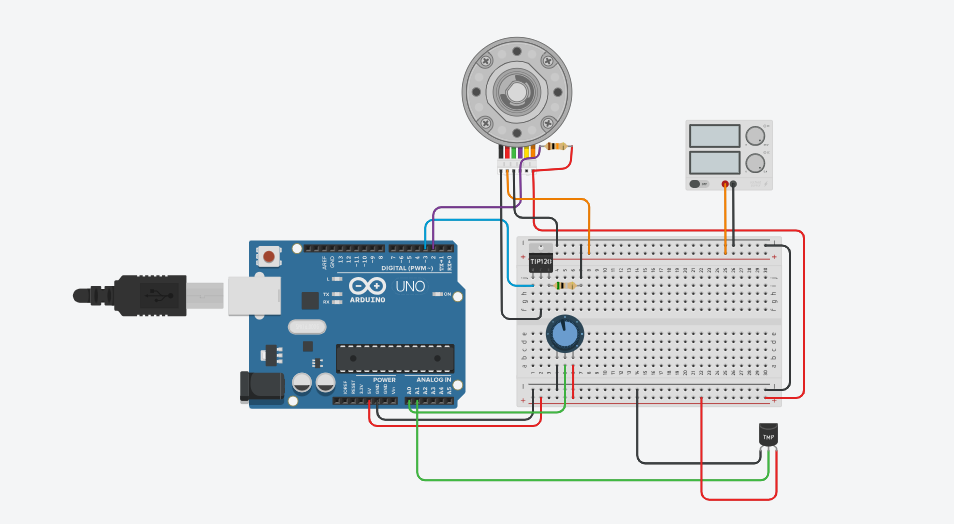 TIP120
AREF
GND
13
12
~11
~10
~9
8
7
~6
~5
4
~3
2
TX→1
RX←0
DIGITAL (PWM~)
L
TX
RX
UNO
ON
ARDUINO
POWER
ANALOG IN
IOREF
RESET
3.3V
5V
GND
GND
Vin
A0
A1
A2
A3
A4
A5
TMP